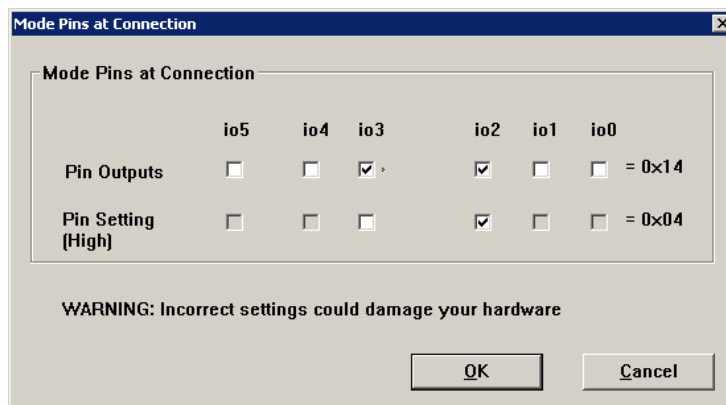 Mode Pins at Connection
Mode Pins at Connection
io5 io4 io3 io2 io1 io0
Pin Outputs = 0x14
Pin Setting
(High) = 0x04
WARNING: Incorrect settings could damage your hardware
OK Cancel